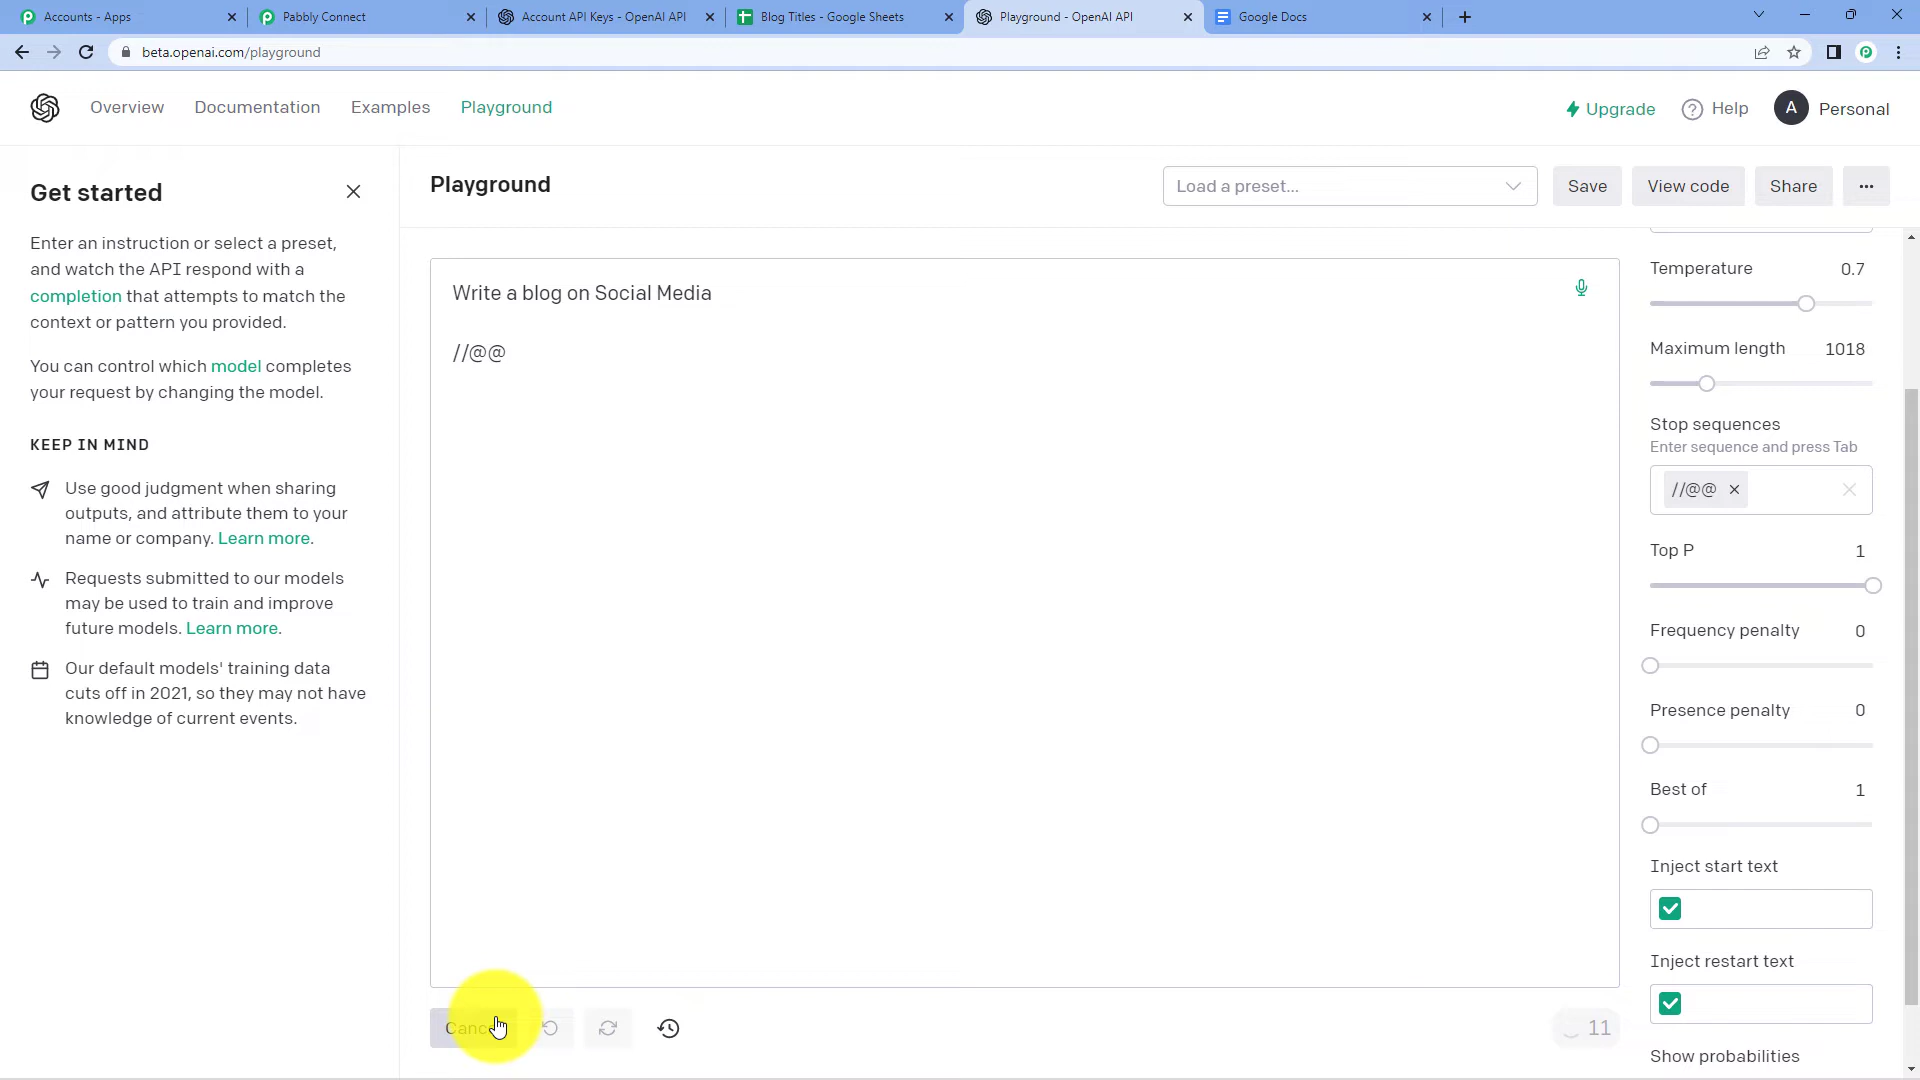 Accounts - Apps
Pabbly Connect
Account API Keys - OpenAI API
Blog Titles - Google Sheets
Playground - OpenAI API
Google Docs
beta.openai.com/playground
Overview
Documentation
Examples
Playground
Upgrade
Help
A
Personal
Get started
Enter an instruction or select a preset,
and watch the API respond with a
completion that attempts to match the
context or pattern you provided.
You can control which model completes
your request by changing the model.
KEEP IN MIND
Use good judgment when sharing
outputs, and attribute them to your
name or company. Learn more.
Requests submitted to our models
may be used to train and improve
future models. Learn more.
Our default models' training data
cuts off in 2021, so they may not have
knowledge of current events.
Playground
Load a preset...
Save
View code
Share
...
Write a blog on Social Media
//@@
11
Temperature 0.7
Maximum length 1018
Stop sequences
Enter sequence and press Tab
//@@
Top P 1
Frequency penalty 0
Presence penalty 0
Best of 1
Inject start text
Inject restart text
Show probabilities